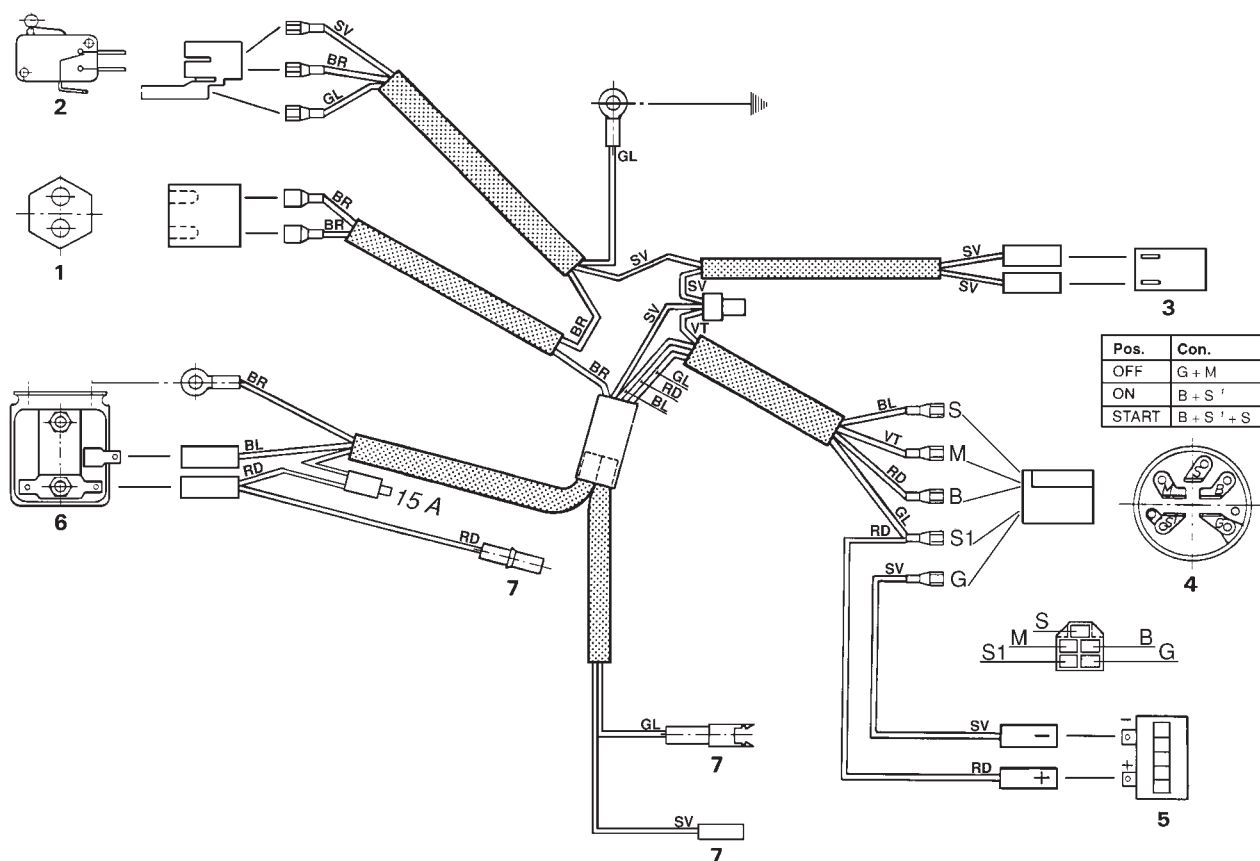 SV
BR
GL
2
GL
BR
BR
1
SV
SV
SV
3
SV
SV
BR
VT
BR
GL
RD
BL
Pos. Con.
OFF G + M
ON B + S '
START B + S ' + S
BR
BL
RD
15 A
6
RD
7
BL S
VT M
RD B
GL
RD S1
SV G
M S B
G
4
S
M B
S1 G
GL
7
SV
7
SV - -
RD + +
5